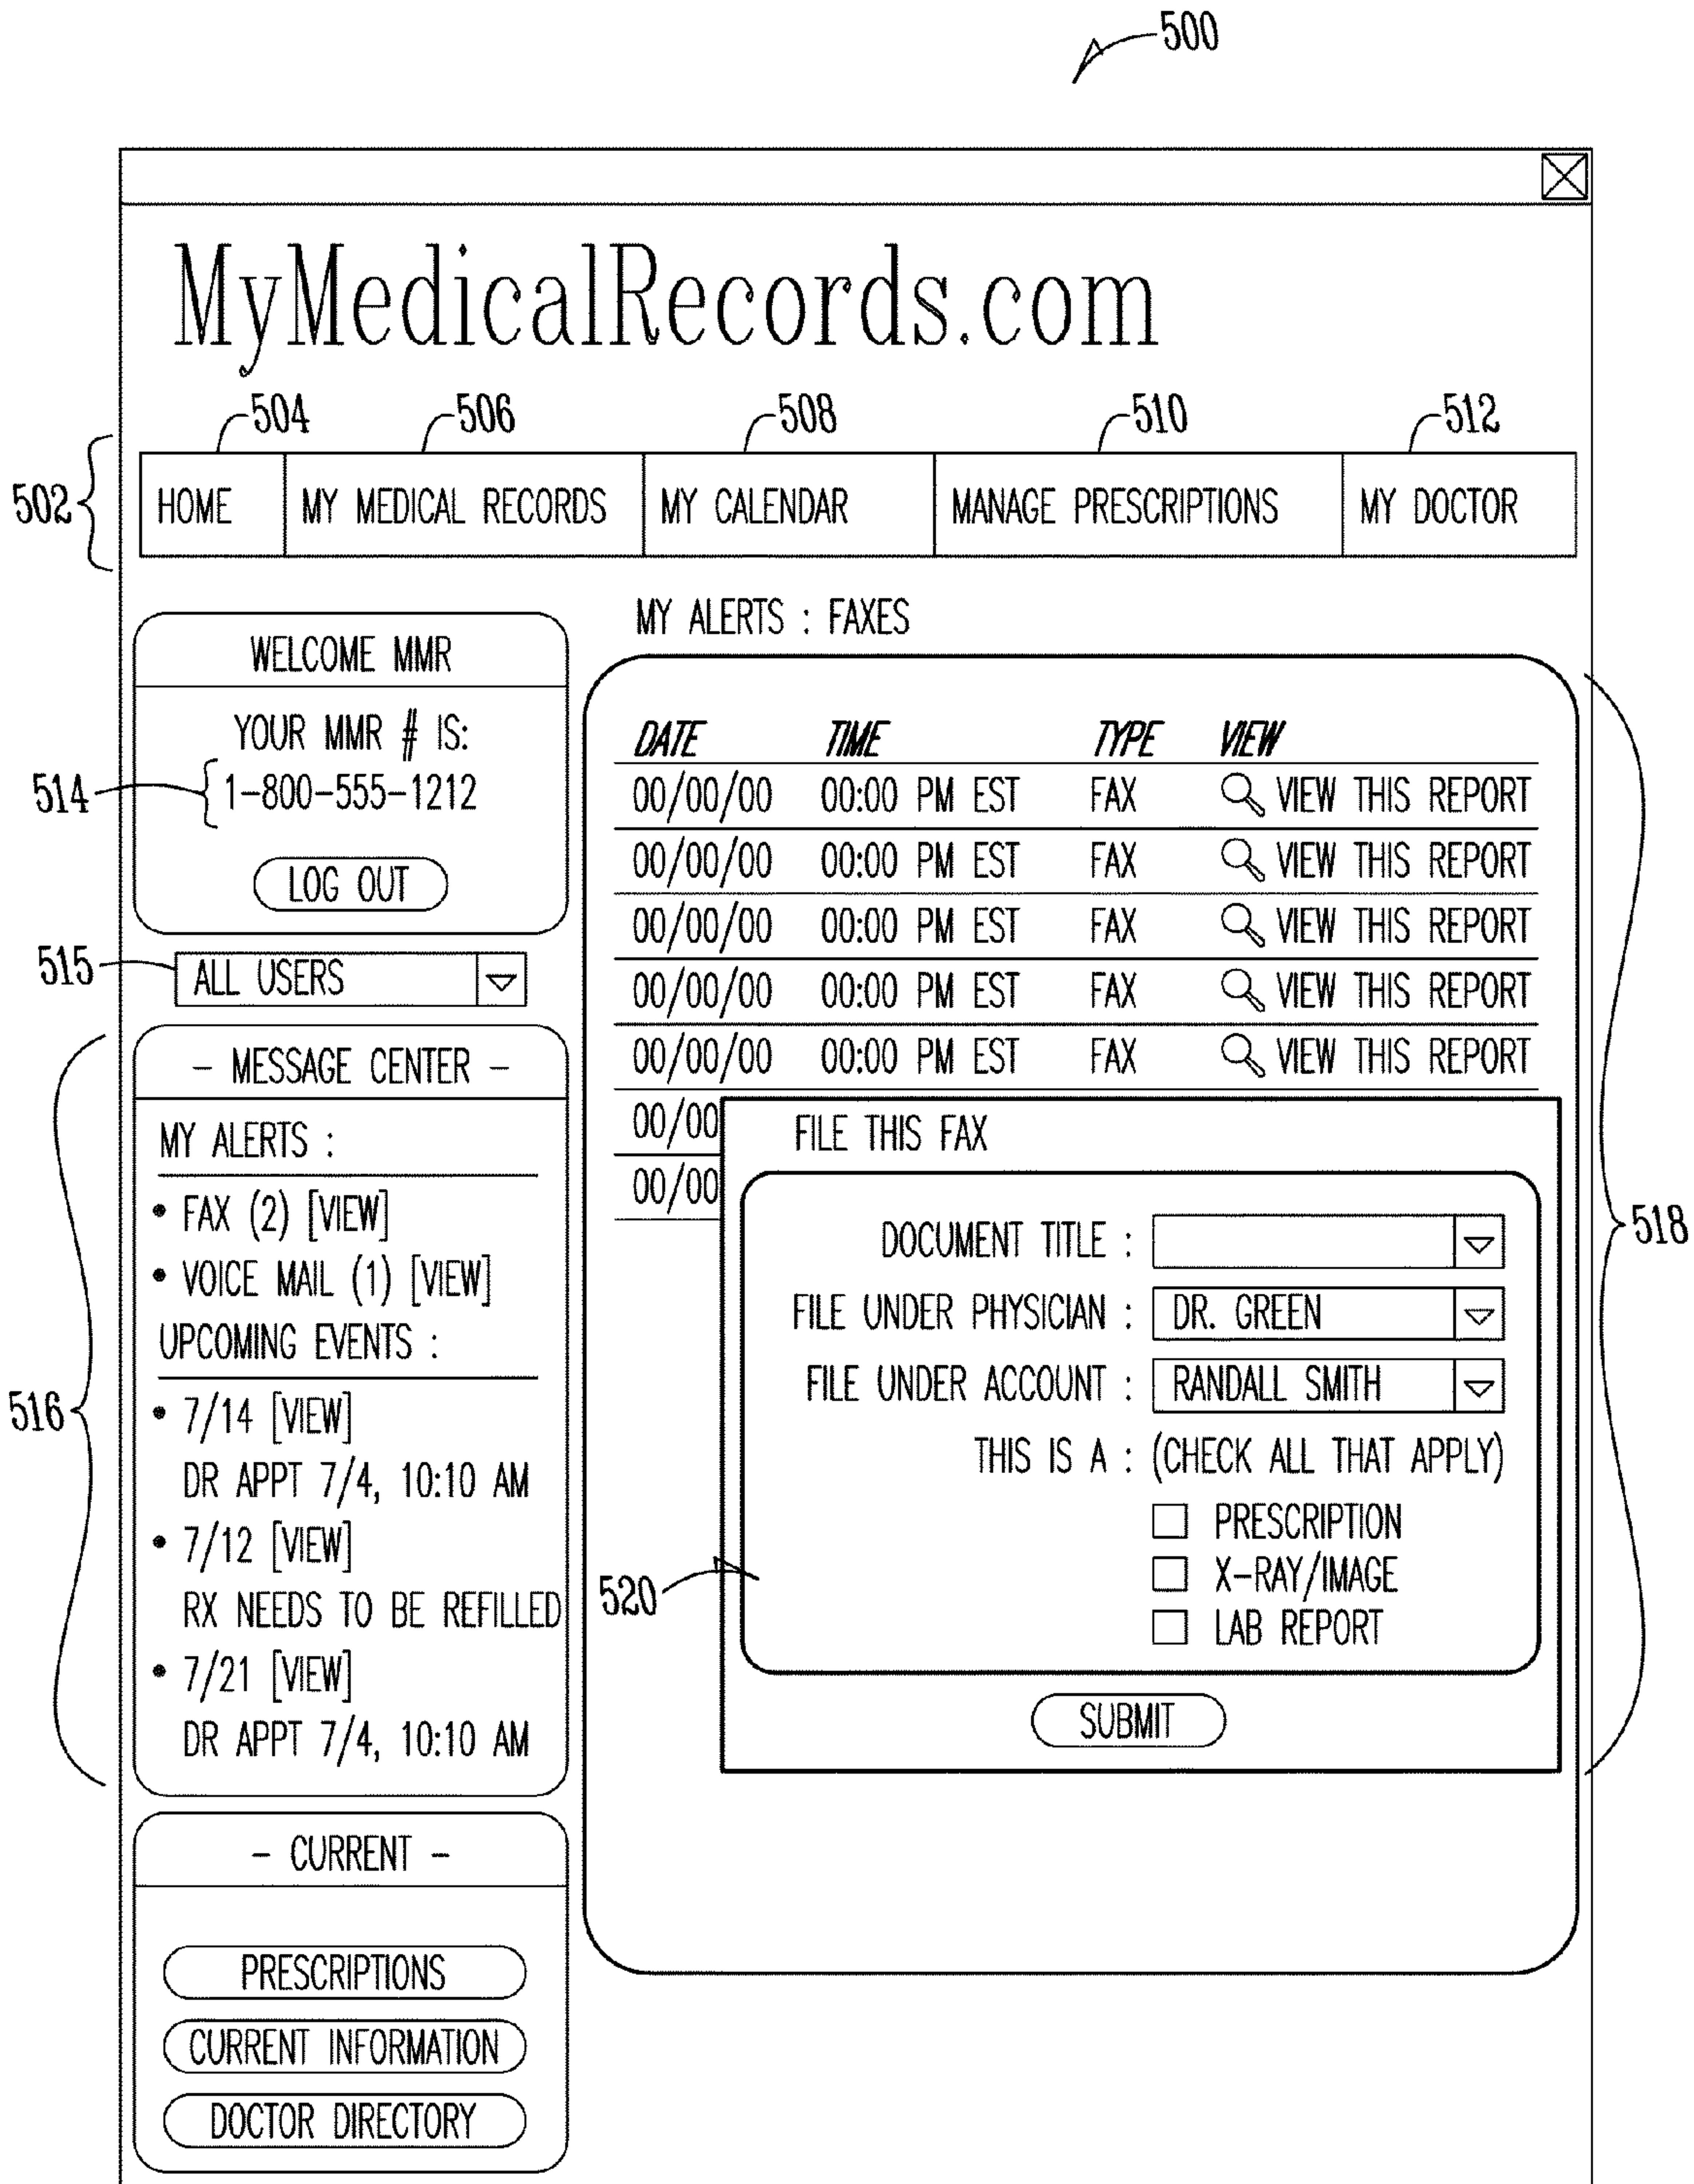 500
MyMedicalRecords.com
504 506 508 510 512
502
HOME MY MEDICAL RECORDS MY CALENDAR MANAGE PRESCRIPTIONS MY DOCTOR
WELCOME MMR
YOUR MMR # IS:
514
1-800-555-1212
LOG OUT
515
ALL USERS
516
- MESSAGE CENTER -
MY ALERTS :
• FAX (2) [VIEW]
• VOICE MAIL (1) [VIEW]
UPCOMING EVENTS :
• 7/14 [VIEW]
DR APPT 7/4, 10:10 AM
• 7/12 [VIEW]
RX NEEDS TO BE REFILLED
• 7/21 [VIEW]
DR APPT 7/4, 10:10 AM
- CURRENT -
PRESCRIPTIONS
CURRENT INFORMATION
DOCTOR DIRECTORY
MY ALERTS : FAXES
DATE TIME TYPE VIEW
00/00/00 00:00 PM EST FAX VIEW THIS REPORT
00/00/00 00:00 PM EST FAX VIEW THIS REPORT
00/00/00 00:00 PM EST FAX VIEW THIS REPORT
00/00/00 00:00 PM EST FAX VIEW THIS REPORT
00/00/00 00:00 PM EST FAX VIEW THIS REPORT
00/00
00/00
518
FILE THIS FAX
DOCUMENT TITLE :
FILE UNDER PHYSICIAN : DR. GREEN
FILE UNDER ACCOUNT : RANDALL SMITH
THIS IS A : (CHECK ALL THAT APPLY)
PRESCRIPTION
X-RAY/IMAGE
LAB REPORT
520
SUBMIT